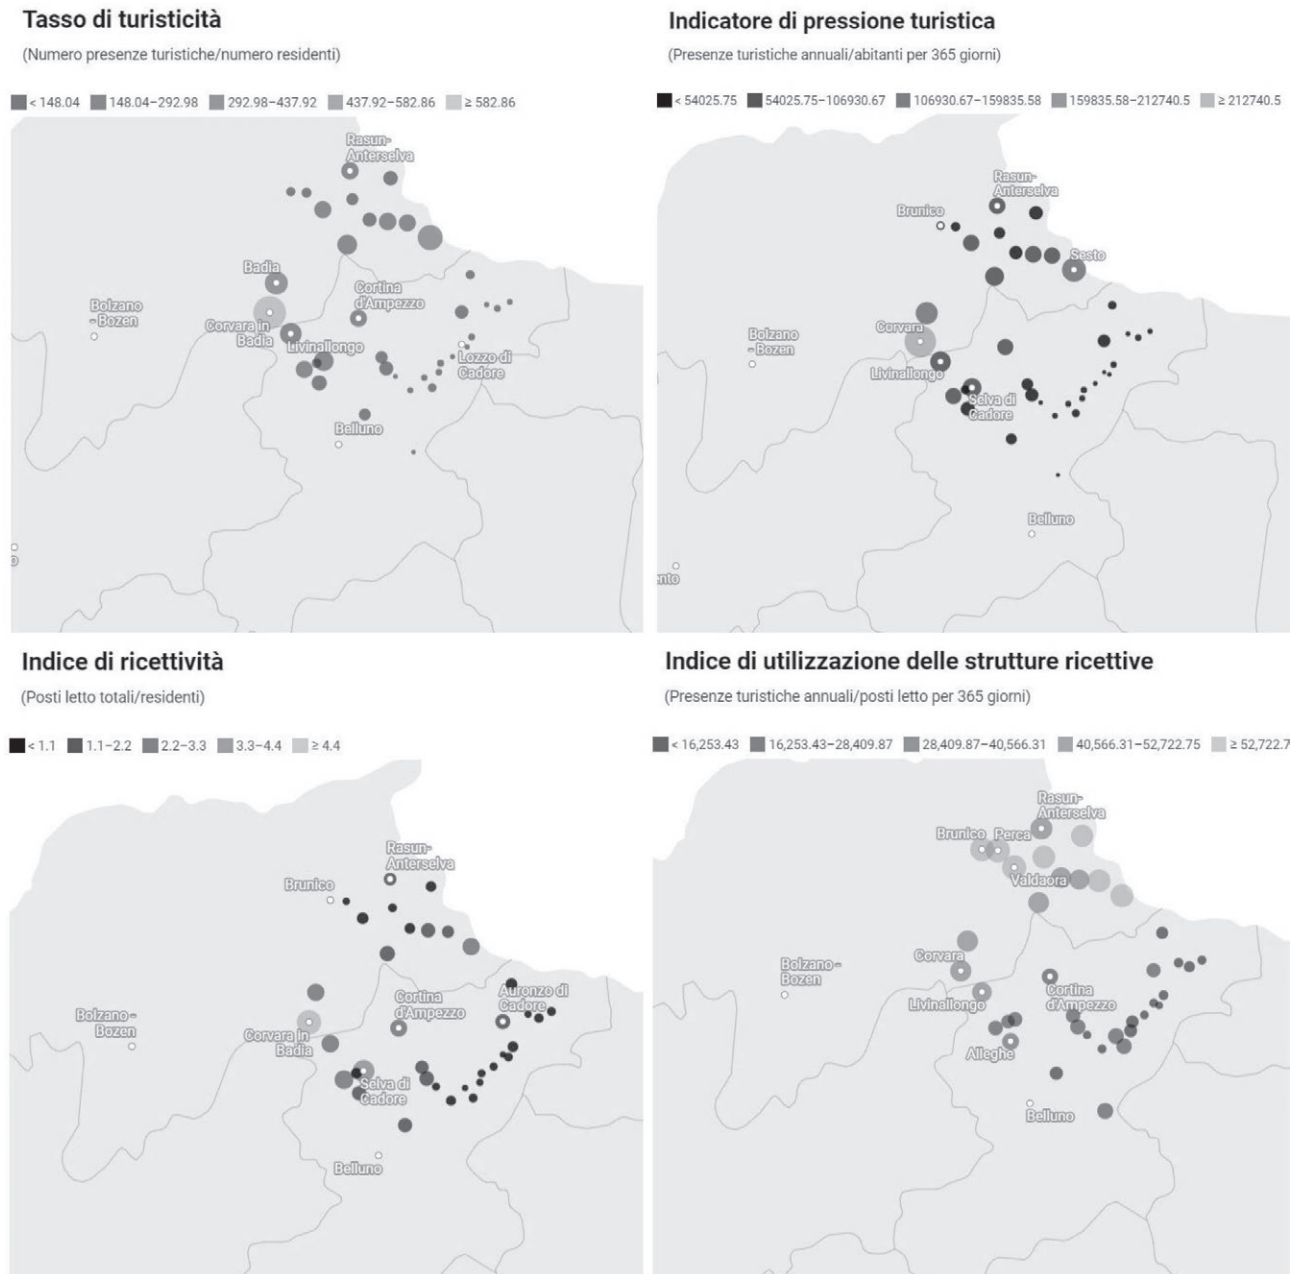 Tasso di turisticità
(Numero presenze turistiche/numero residenti)
< 148.04 148.04–292.98 292.98–437.92 437.92–582.86 ≥ 582.86
Rasun-
Anterselva
Badia
Cortina
d'Ampezzo
Bolzano
- Bozen
Corvara in
Badia
Livinallongo
Lozzo di
Cadore
Belluno
o
Indicatore di pressione turistica
(Presenze turistiche annuali/abitanti per 365 giorni)
< 54025.75 54025.75–106930.67 106930.67–159835.58 159835.58–212740.5 ≥ 212740.5
Rasun-
Anterselva
Brunico
Sesto
Corvara
Bolzano
- Bozen
Livinallongo
Selva di
Cadore
Belluno
ento
Indice di ricettività
(Posti letto totali/residenti)
< 1.1 1.1–2.2 2.2–3.3 3.3–4.4 ≥ 4.4
Rasun-
Anterselva
Brunico
Auronzo di
Cadore
Cortina
d'Ampezzo
Bolzano -
Bozen
Corvara in
Badia
Selva di
Cadore
Belluno
Indice di utilizzazione delle strutture ricettive
(Presenze turistiche annuali/posti letto per 365 giorni)
< 16,253.43 16,253.43–28,409.87 28,409.87–40,566.31 40,566.31–52,722.75 ≥ 52,722.7
Rasun-
Anterselva
Brunico Perca
Valdaora
Corvara
Bolzano -
Bozen
Livinallongo
Cortina
d'Ampezzo
Alleghe
Belluno